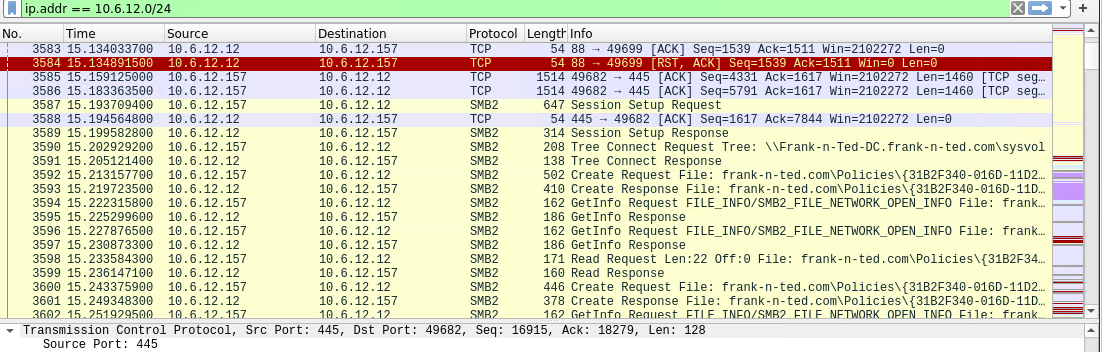 ip.addr == 10.6.12.0/24
No. Time Source Destination Protocol Length Info
3583 15.134033700 10.6.12.12 10.6.12.157 TCP 54 88 → 49699 [ACK] Seq=1539 Ack=1511 Win=2102272 Len=0
3584 15.134891500 10.6.12.12 10.6.12.157 TCP 54 88 → 49699 [RST, ACK] Seq=1539 Ack=1511 Win=0 Len=0
3585 15.159125000 10.6.12.157 10.6.12.12 TCP 1514 49682 → 445 [ACK] Seq=4331 Ack=1617 Win=2102272 Len=1460 [TCP seg…
3586 15.183363500 10.6.12.157 10.6.12.12 TCP 1514 49682 → 445 [ACK] Seq=5791 Ack=1617 Win=2102272 Len=1460 [TCP seg…
3587 15.193709400 10.6.12.157 10.6.12.12 SMB2 647 Session Setup Request
3588 15.194564800 10.6.12.12 10.6.12.157 TCP 54 445 → 49682 [ACK] Seq=1617 Ack=7844 Win=2102272 Len=0
3589 15.199582800 10.6.12.12 10.6.12.157 SMB2 314 Session Setup Response
3590 15.202929200 10.6.12.157 10.6.12.12 SMB2 208 Tree Connect Request Tree: \\Frank-n-Ted-DC.frank-n-ted.com\sysvol
3591 15.205121400 10.6.12.12 10.6.12.157 SMB2 138 Tree Connect Response
3592 15.213157700 10.6.12.157 10.6.12.12 SMB2 502 Create Request File: frank-n-ted.com\Policies\{31B2F340-016D-11D2…
3593 15.219723500 10.6.12.12 10.6.12.157 SMB2 410 Create Response File: frank-n-ted.com\Policies\{31B2F340-016D-11D…
3594 15.222315800 10.6.12.157 10.6.12.12 SMB2 162 GetInfo Request FILE_INFO/SMB2_FILE_NETWORK_OPEN_INFO File: frank…
3595 15.225299600 10.6.12.12 10.6.12.157 SMB2 186 GetInfo Response
3596 15.227876500 10.6.12.157 10.6.12.12 SMB2 162 GetInfo Request FILE_INFO/SMB2_FILE_NETWORK_OPEN_INFO File: frank…
3597 15.230873300 10.6.12.12 10.6.12.157 SMB2 186 GetInfo Response
3598 15.233584300 10.6.12.157 10.6.12.12 SMB2 171 Read Request Len:22 Off:0 File: frank-n-ted.com\Policies\{31B2F34…
3599 15.236147100 10.6.12.12 10.6.12.157 SMB2 160 Read Response
3600 15.243375900 10.6.12.157 10.6.12.12 SMB2 446 Create Request File: frank-n-ted.com\Policies\{31B2F340-016D-11D2…
3601 15.249348300 10.6.12.12 10.6.12.157 SMB2 378 Create Response File: frank-n-ted.com\Policies\{31B2F340-016D-11D…
3602 15.251929500 10.6.12.157 10.6.12.12 SMB2 162 GetInfo Request FILE_INFO/SMB2_FILE_NETWORK_OPEN_INFO File: frank…
Transmission Control Protocol, Src Port: 445, Dst Port: 49682, Seq: 16915, Ack: 18279, Len: 128
Source Port: 445